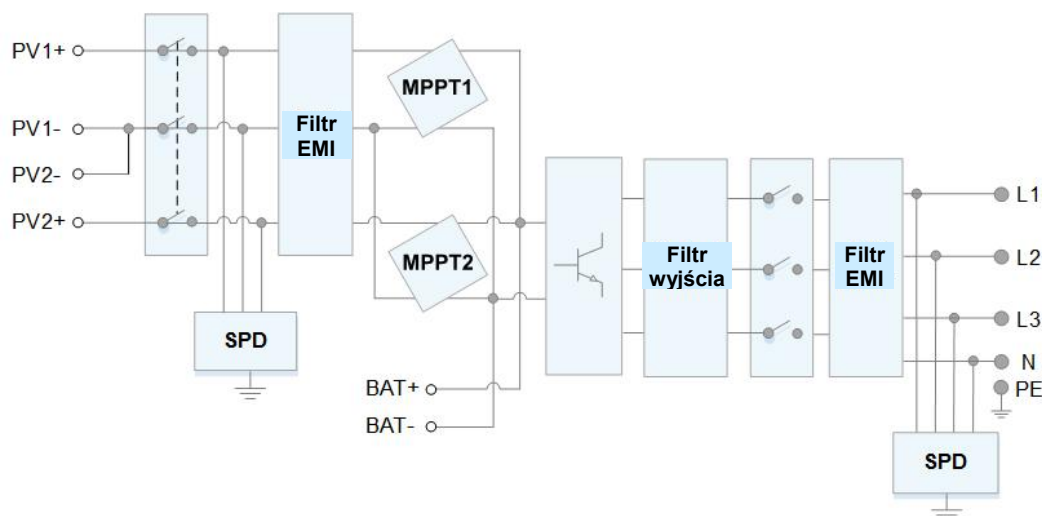 PV1+
PV1-
PV2-
PV2+
Filtr
EMI
MPPT1
MPPT2
SPD
BAT+
BAT-
Filtr
wyjścia
Filtr
EMI
L1
L2
L3
N
PE
SPD